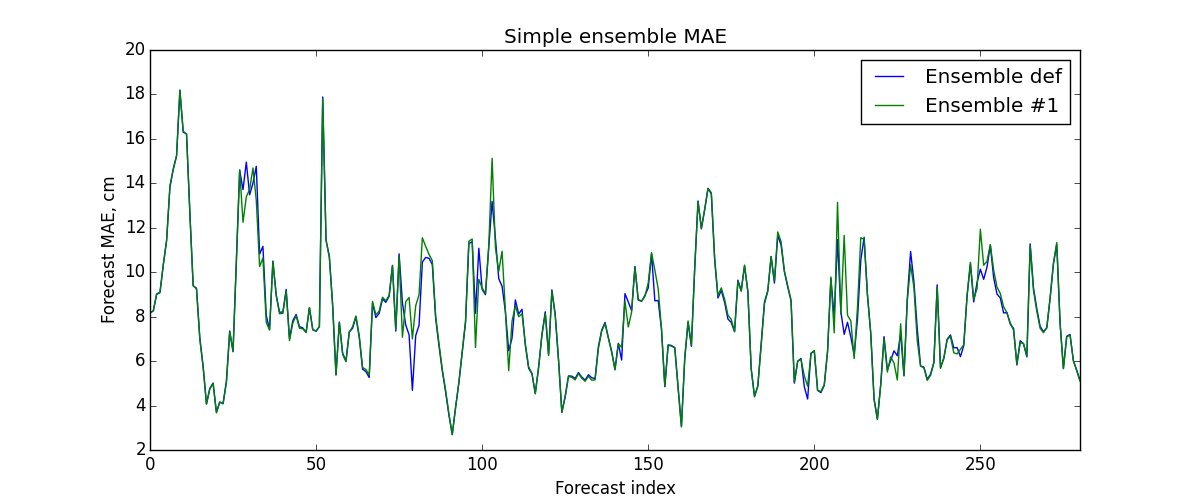 Simple ensemble MAE
20
18
16
14
12
10
8
6
4
2
Forecast MAE, cm
Ensemble def
Ensemble #1
0 50 100 150 200 250
Forecast index